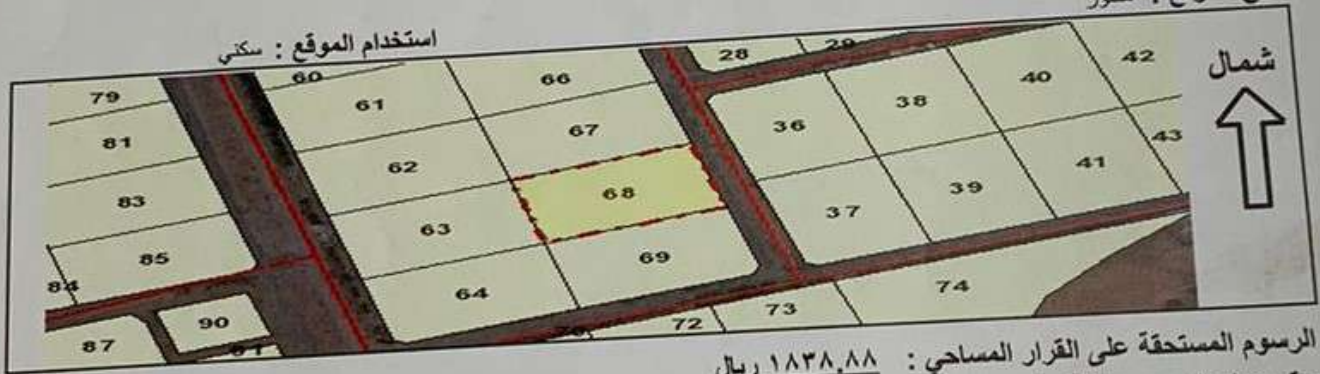 استخدام الموقع : سكني
شمال
28 29 42
79 60 66 40
61 38
81 67 36
62 43
83 68 39 41
63 37
85 69
84 64 74
90 73
87 72
الرسوم المستحقة على القرار المساحي : ١٨٣٨,٨٨ ريال